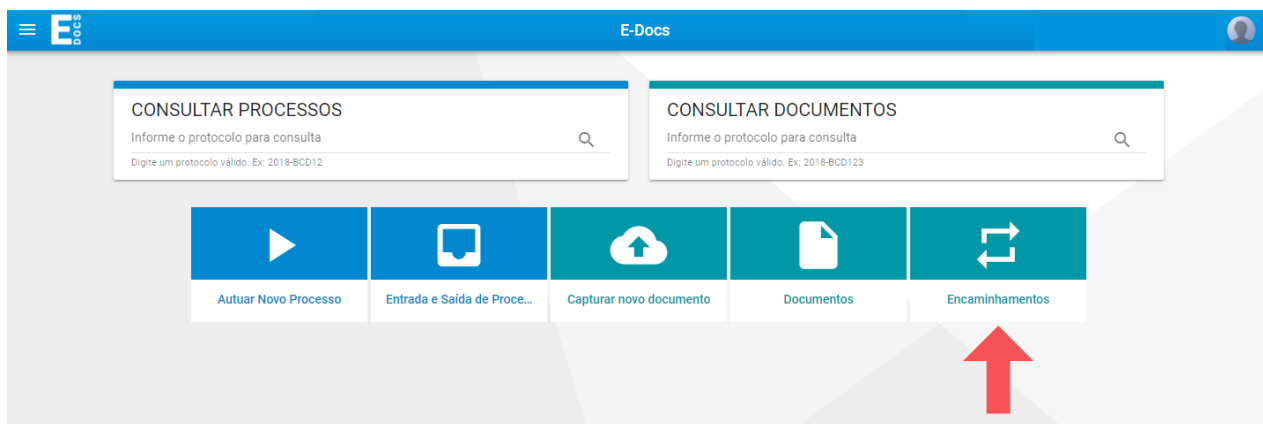 E DOCS
E-Docs
CONSULTAR PROCESSOS
Informe o protocolo para consulta
Digite um protocolo válido. Ex: 2018-BCD12
CONSULTAR DOCUMENTOS
Informe o protocolo para consulta
Digite um protocolo válido. Ex: 2018-BCD123
Autuar Novo Processo
Entrada e Saída de Proce...
Capturar novo documento
Documentos
Encaminhamentos